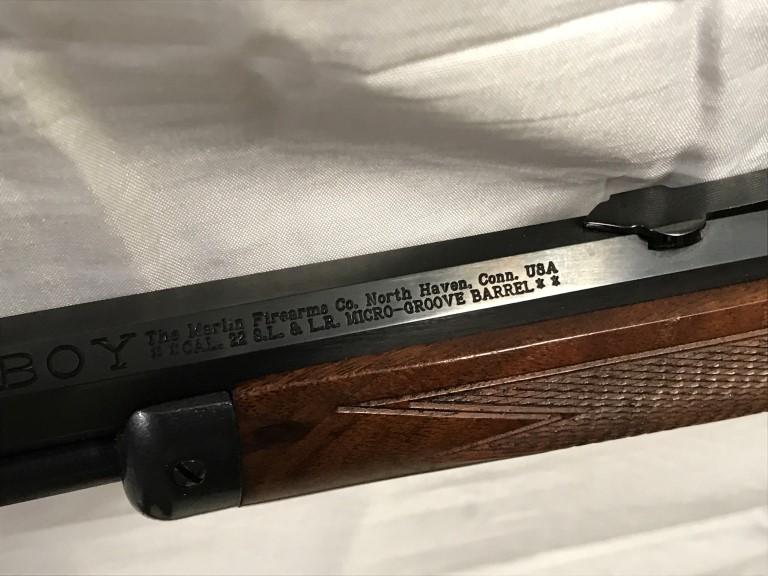 BOY
The Marlin Firearms Co. North Haven, Conn. USA
** CAL. 22 S.L. & L.R. MICRO-GROOVE BARREL **